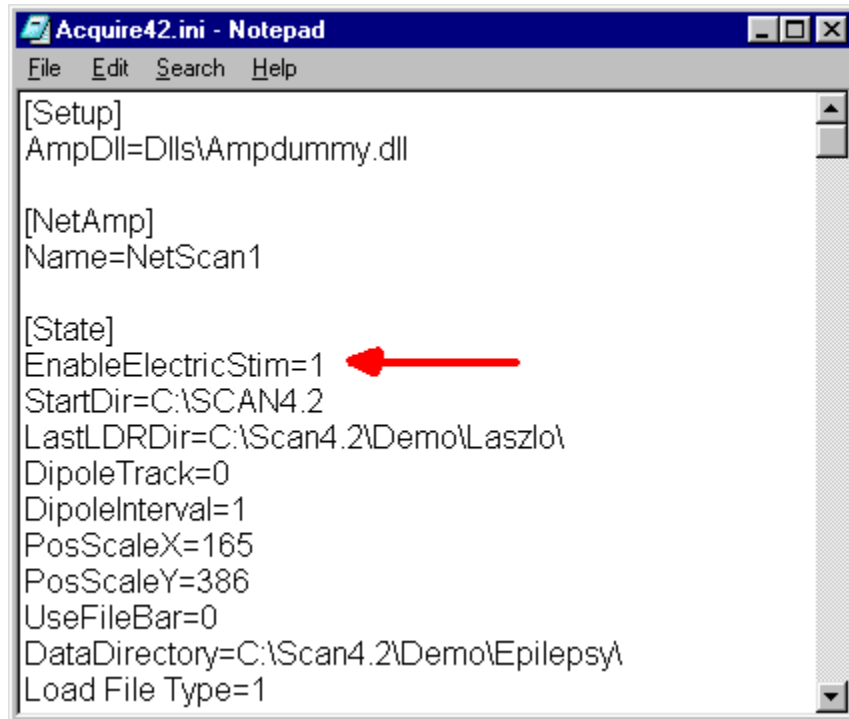 Acquire42.ini - Notepad
File Edit Search Help
[Setup]
AmpDll=Dlls\Ampdummy.dll
[NetAmp]
Name=NetScan1
[State]
EnableElectricStim=1
StartDir=C:\SCAN4.2
LastLDRDir=C:\Scan4.2\Demo\Laszlo\
DipoleTrack=0
DipoleInterval=1
PosScaleX=165
PosScaleY=386
UseFileBar=0
DataDirectory=C:\Scan4.2\Demo\Epilepsy\
Load File Type=1